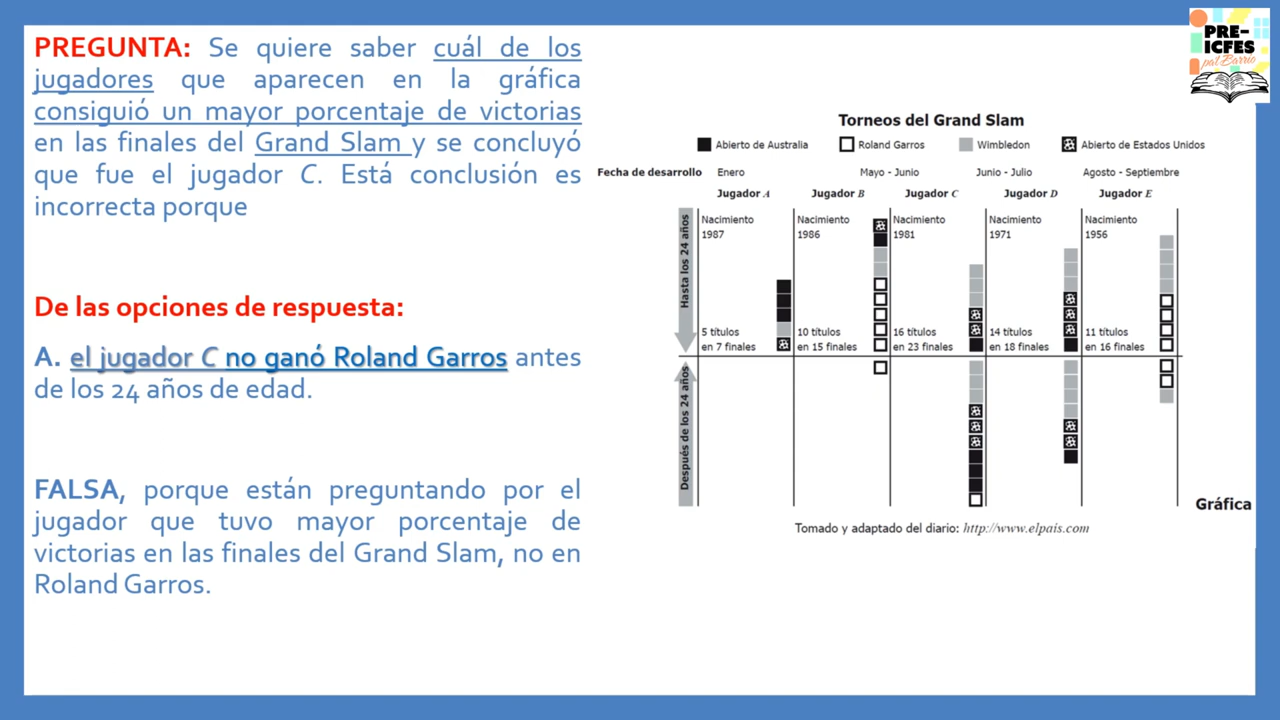 PREGUNTA: Se quiere saber cuál de los
jugadores que aparecen en la gráfica
consiguió un mayor porcentaje de victorias
en las finales del Grand Slam y se concluyó
que fue el jugador C. Está conclusión es
incorrecta porque
De las opciones de respuesta:
A. el jugador C no ganó Roland Garros antes
de los 24 años de edad.
FALSA, porque están preguntando por el
jugador que tuvo mayor porcentaje de
victorias en las finales del Grand Slam, no en
Roland Garros.
PRE-
ICFES
pal Barrio
Torneos del Grand Slam
Abierto de Australia Roland Garros Wimbledon Abierto de Estados Unidos
Fecha de desarrollo Enero Mayo - Junio Junio - Julio Agosto - Septiembre
Jugador A Jugador B Jugador C Jugador D Jugador E
Hasta los 24 años
Nacimiento Nacimiento Nacimiento Nacimiento Nacimiento
1987 1986 1981 1971 1956
5 títulos 10 títulos 16 títulos 14 títulos 11 títulos
en 7 finales en 15 finales en 23 finales en 18 finales en 16 finales
Después de los 24 años
Gráfica
Tomado y adaptado del diario: http://www.elpais.com